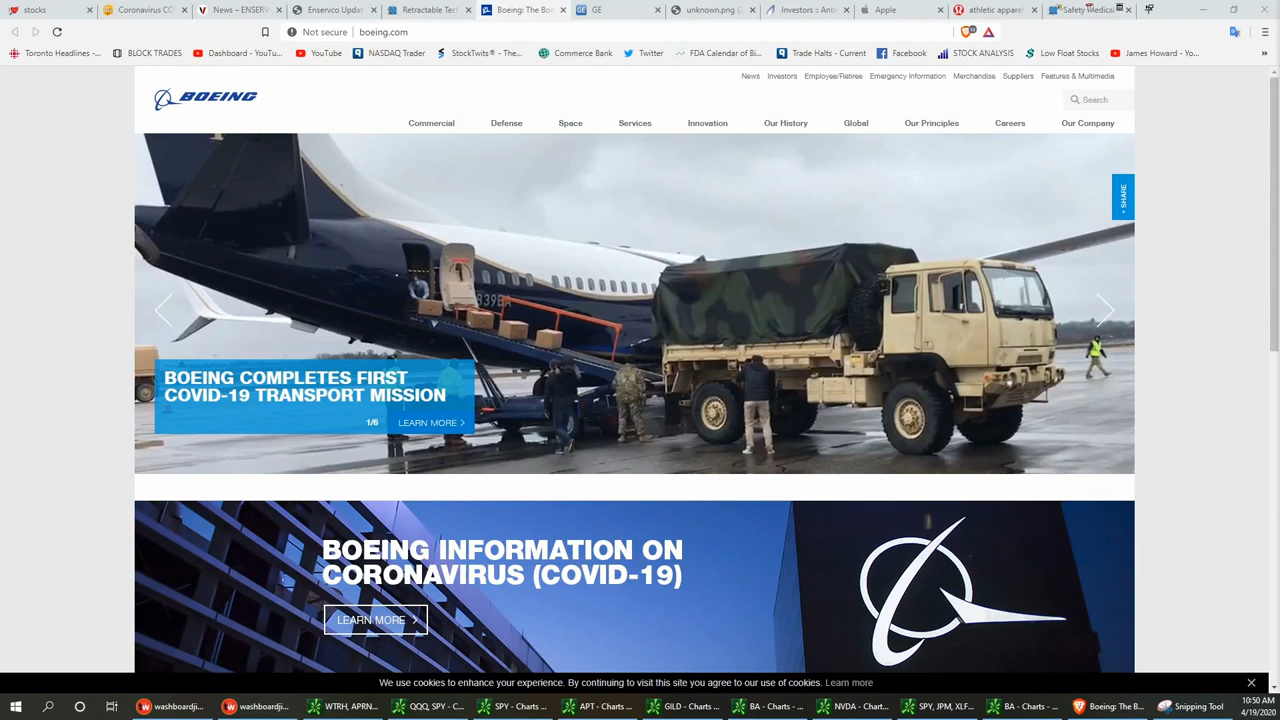 stocks
Coronavirus CO
News – ENSERV
Enservco Updat
Retractable Tech
Boeing: The Boe
GE
unknown.png (3
Investors :: Ante
Apple
athletic apparel
Safety Medical
Not secure
boeing.com
Toronto Headlines -...
BLOCK TRADES
Dashboard - YouTu...
YouTube
NASDAQ Trader
StockTwits® - The...
Commerce Bank
Twitter
FDA Calendar of Bi...
Trade Halts - Current
Facebook
STOCK ANALYSIS
Low Float Stocks
James Howard - Yo...
News Investors Employee/Retiree Emergency Information Merchandise Suppliers Features & Multimedia
BOEING
Search
Commercial Defense Space Services Innovation Our History Global Our Principles Careers Our Company
+ SHARE
839BA
BOEING COMPLETES FIRST
COVID-19 TRANSPORT MISSION
1/6 LEARN MORE
BOEING INFORMATION ON
CORONAVIRUS (COVID-19)
LEARN MORE
We use cookies to enhance your experience. By continuing to visit this site you agree to our use of cookies. Learn more
washboardji...
washboardji...
WTRH, APRN...
QQQ, SPY - C...
SPY - Charts ...
APT - Charts ...
GILD - Charts ...
BA - Charts - ...
NVDA - Chart...
SPY, JPM, XLF...
BA - Charts - ...
Boeing: The B...
Snipping Tool
10:50 AM
4/19/2020